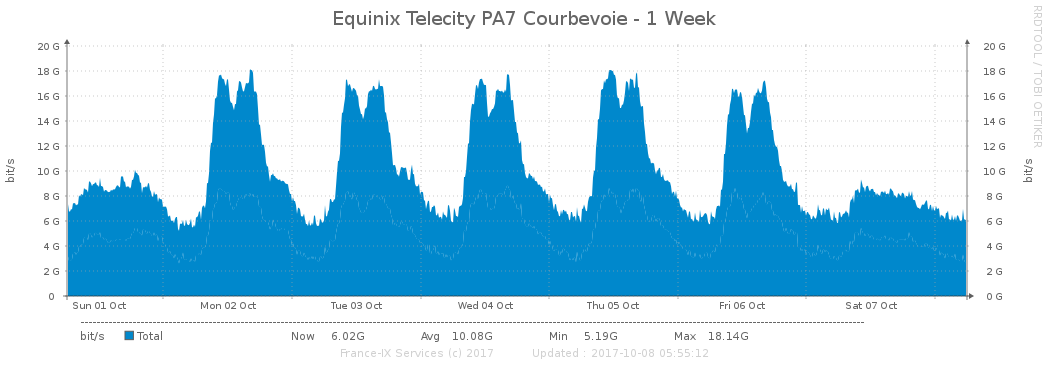 Equinix Telecity PA7 Courbevoie - 1 Week
RRDTOOL / TOBI OETIKER
bit/s
20 G 20 G
18 G 18 G
16 G 16 G
14 G 14 G
12 G 12 G
10 G 10 G
8 G 8 G
6 G 6 G
4 G 4 G
2 G 2 G
0 0 G
bit/s
Sun 01 Oct Mon 02 Oct Tue 03 Oct Wed 04 Oct Thu 05 Oct Fri 06 Oct Sat 07 Oct
bit/s Total Now 6.02G Avg 10.08G Min 5.19G Max 18.14G
France-IX Services (c) 2017 Updated : 2017-10-08 05:55:12